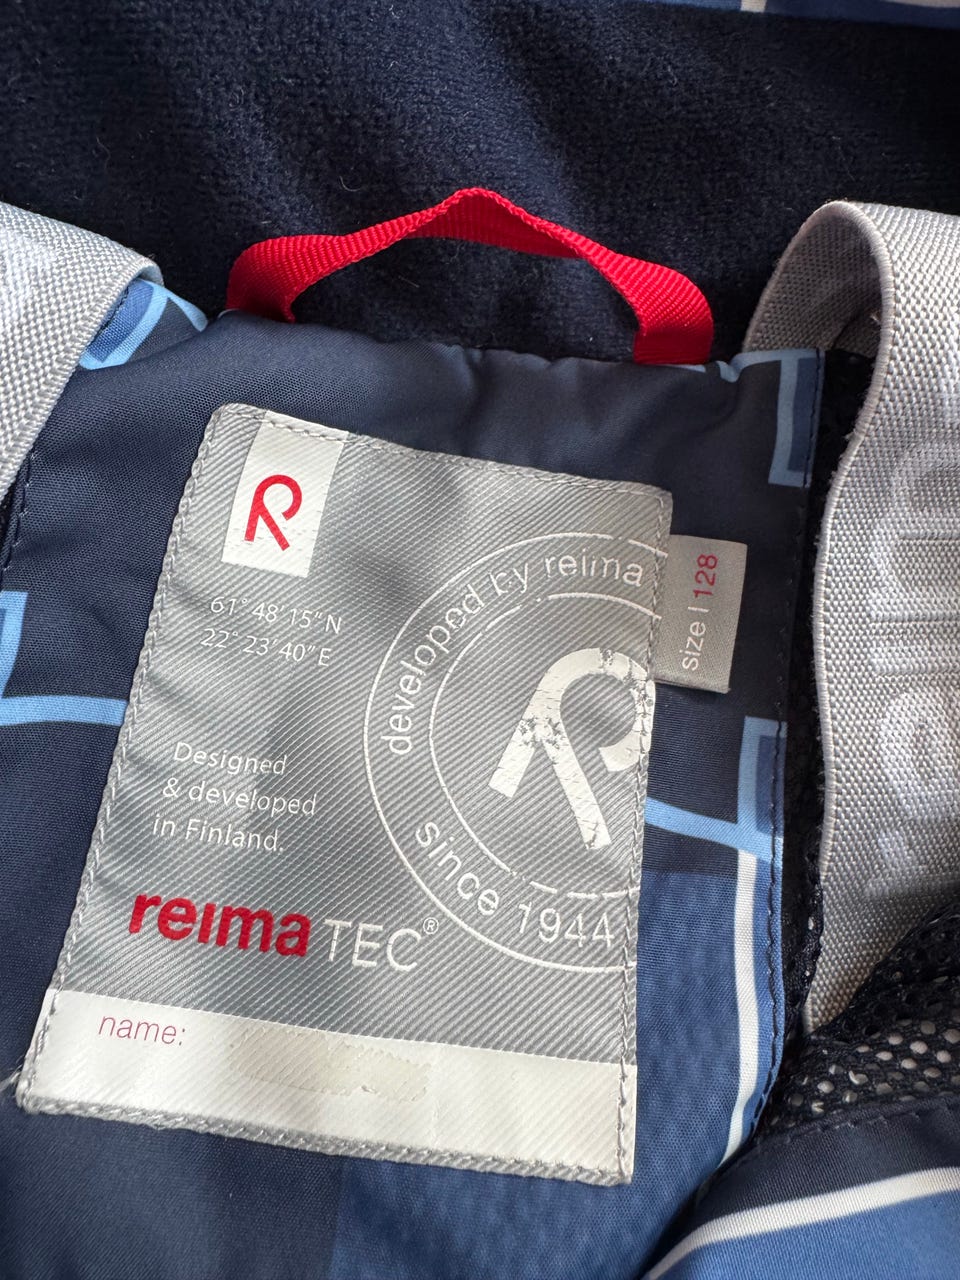 61° 48' 15" N
22° 23' 40" E
developed by reima
since 1944
size | 128
Designed
& developed
in Finland.
reima TEC®
name: